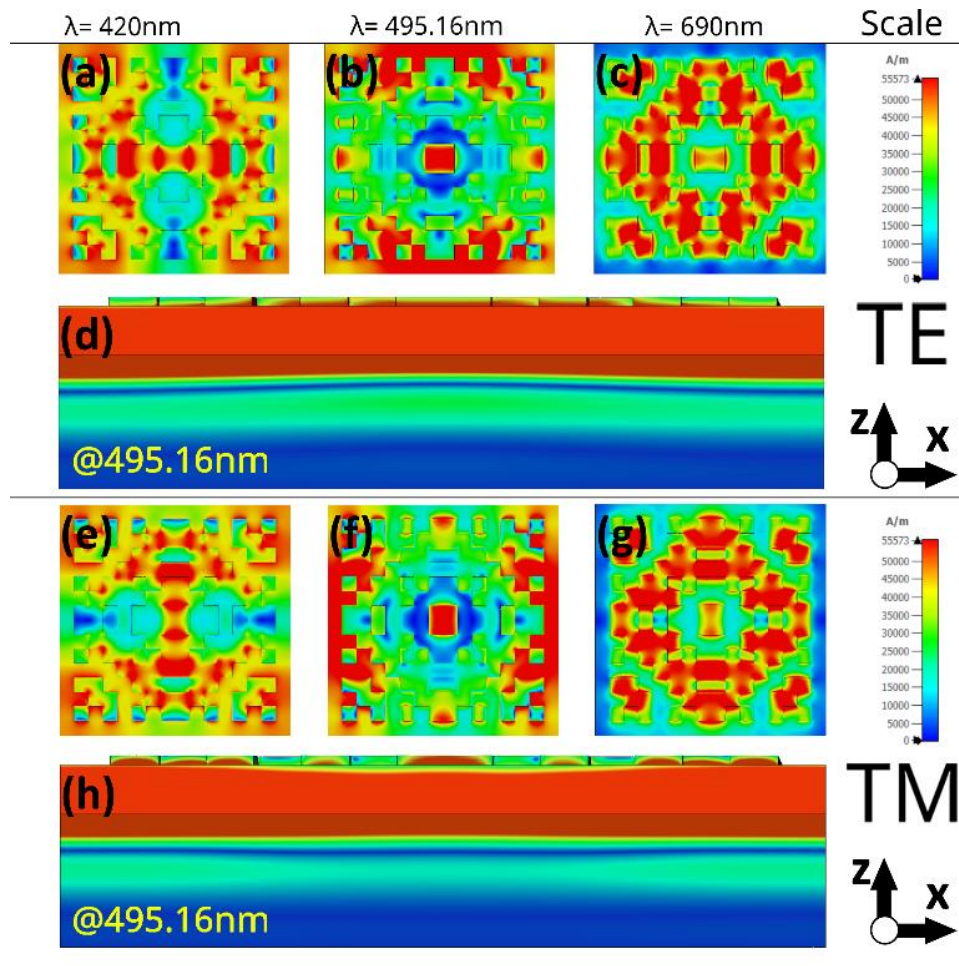 λ= 420nm λ= 495.16nm λ= 690nm Scale
(a) (b) (c)
A/m
55573
50000
45000
40000
35000
30000
25000
20000
15000
10000
5000
0
(d)
TE
z
x
@495.16nm
(e) (f) (g)
A/m
55573
50000
45000
40000
35000
30000
25000
20000
15000
10000
5000
0
(h)
TM
z
x
@495.16nm